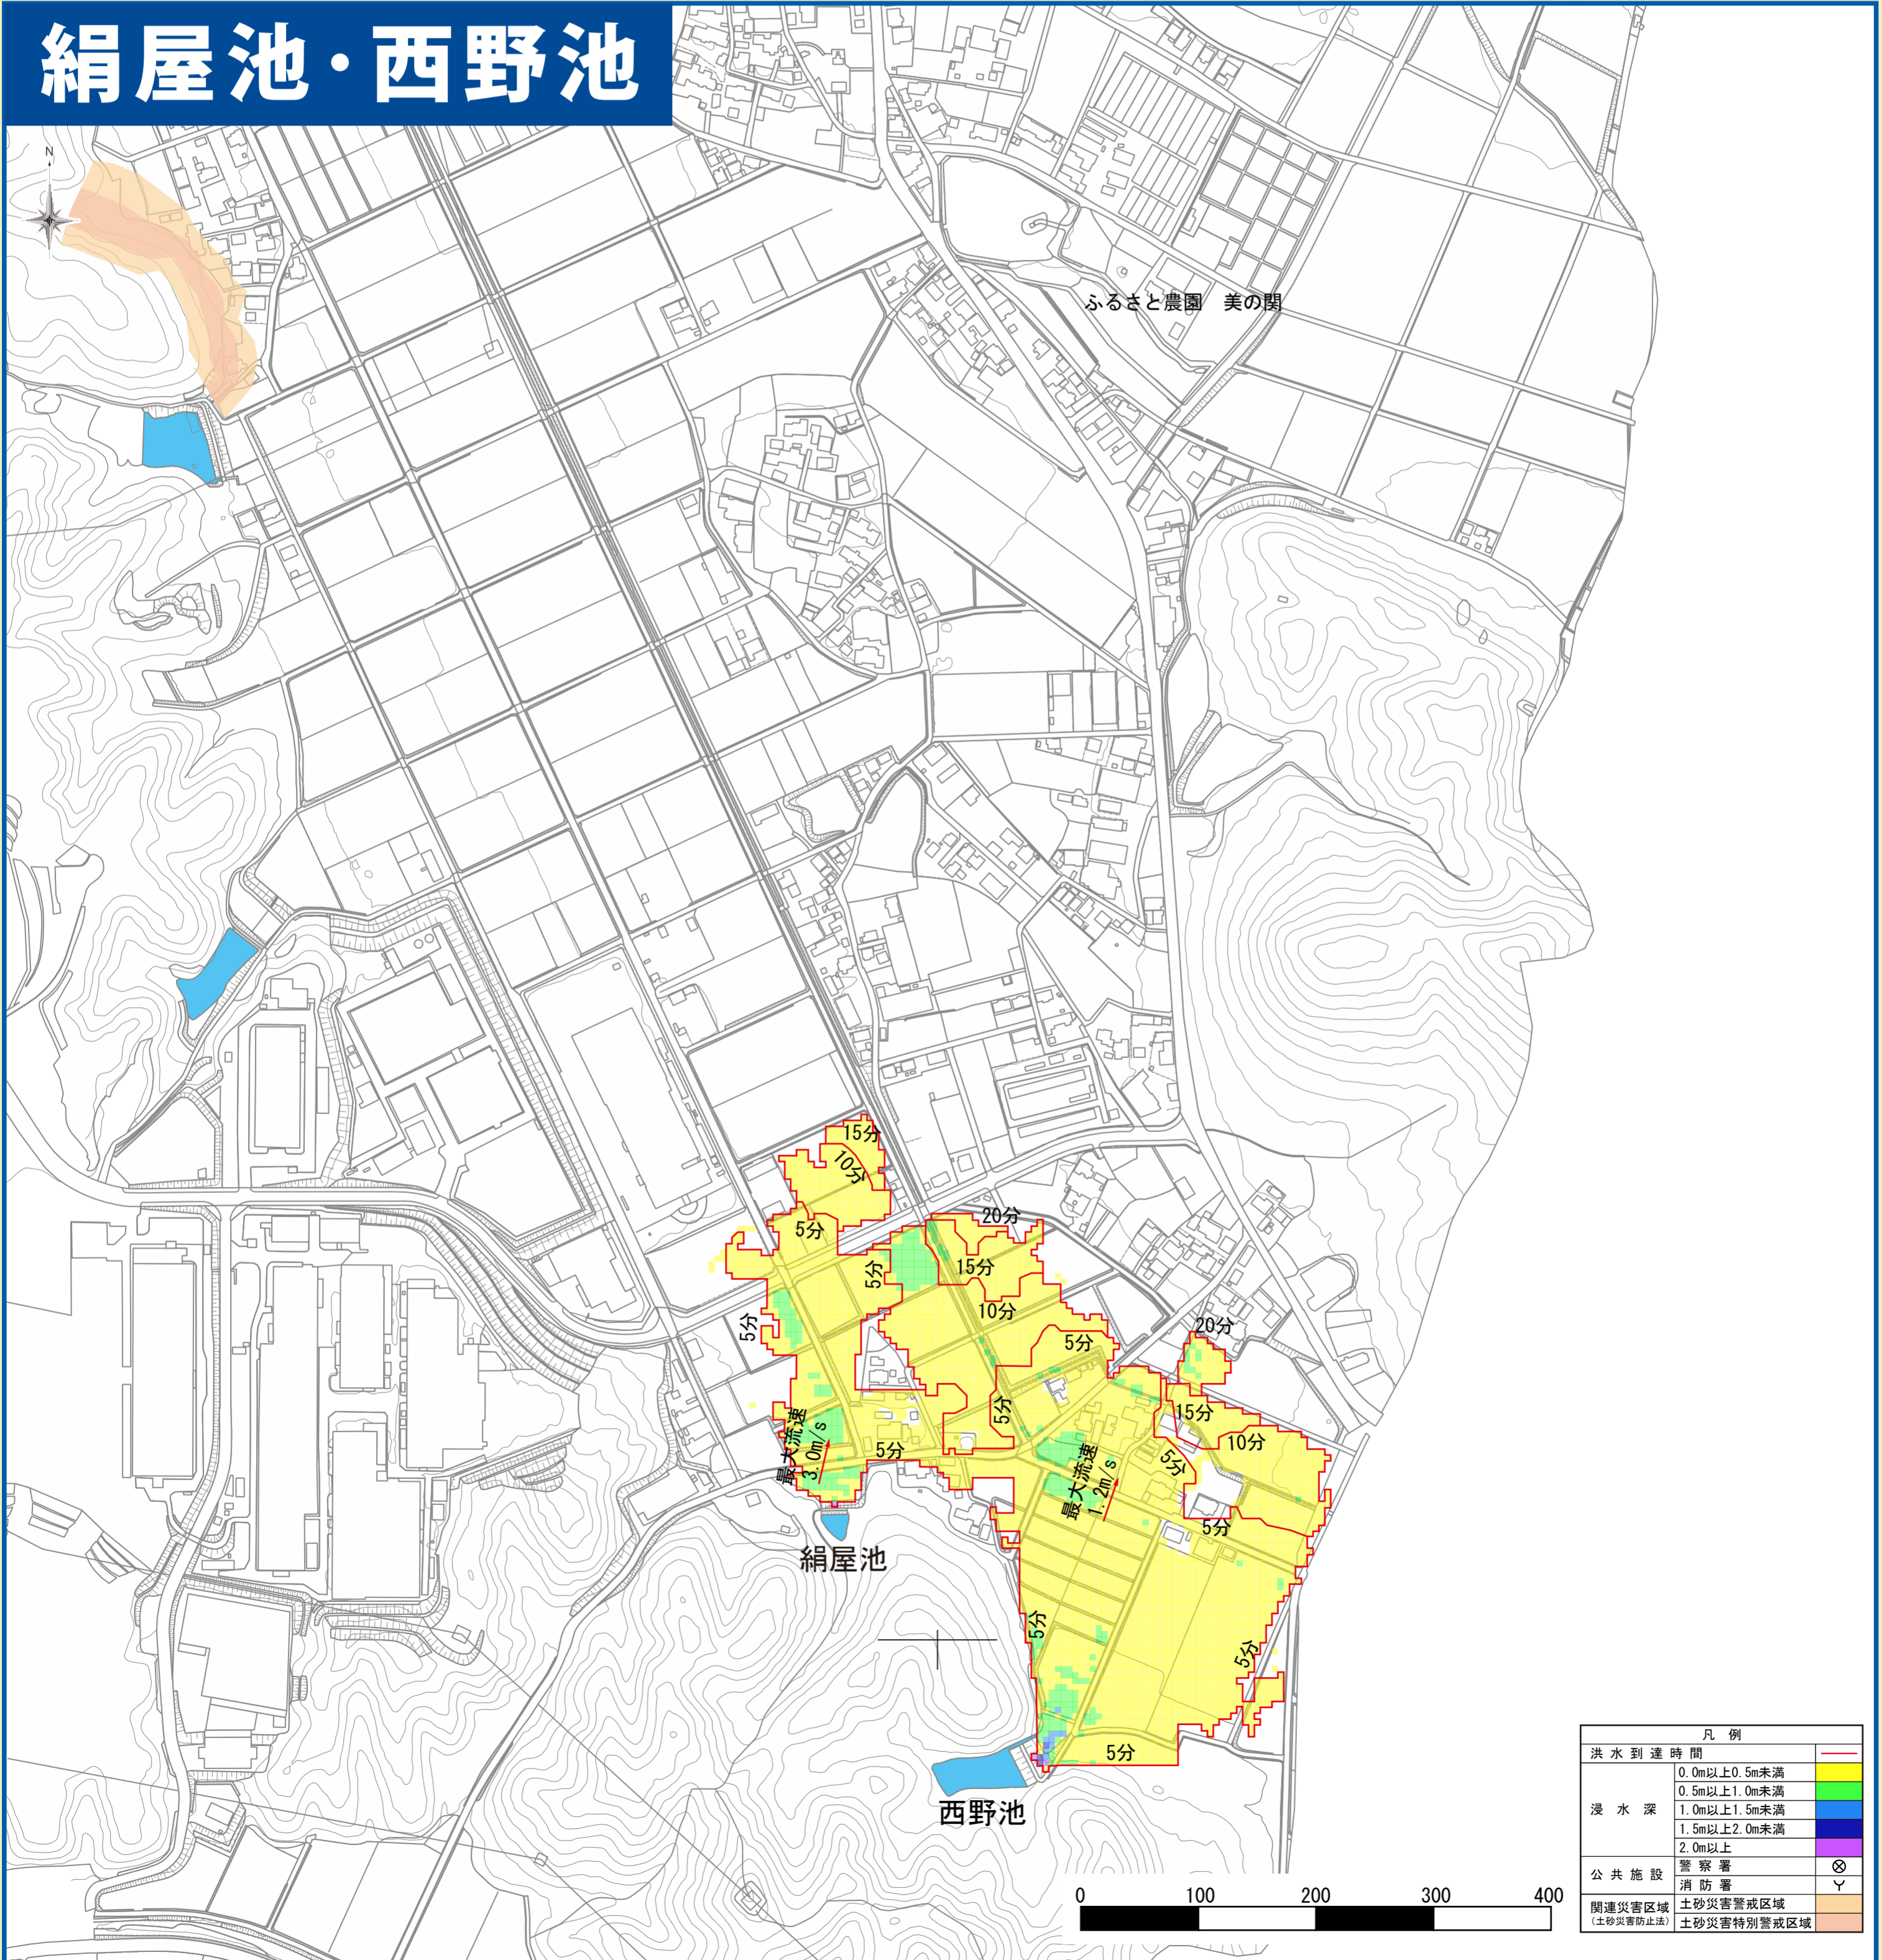 絹屋池・西野池
N
ふるさと農園　美の関
15分
10分
5分
20分
5分
15分
10分
5分
5分
20分
5分
15分
最大流速
3.0m/s
5分
10分
最大流速
1.2m/s
5分
5分
絹屋池
5分
5分
5分
西野池
凡 例
洪水到達時間
浸 水 深
0.0m以上0.5m未満
0.5m以上1.0m未満
1.0m以上1.5m未満
1.5m以上2.0m未満
2.0m以上
公共施設
警察署
消防署
関連災害区域
(土砂災害防止法)
土砂災害警戒区域
土砂災害特別警戒区域
0 100 200 300 400